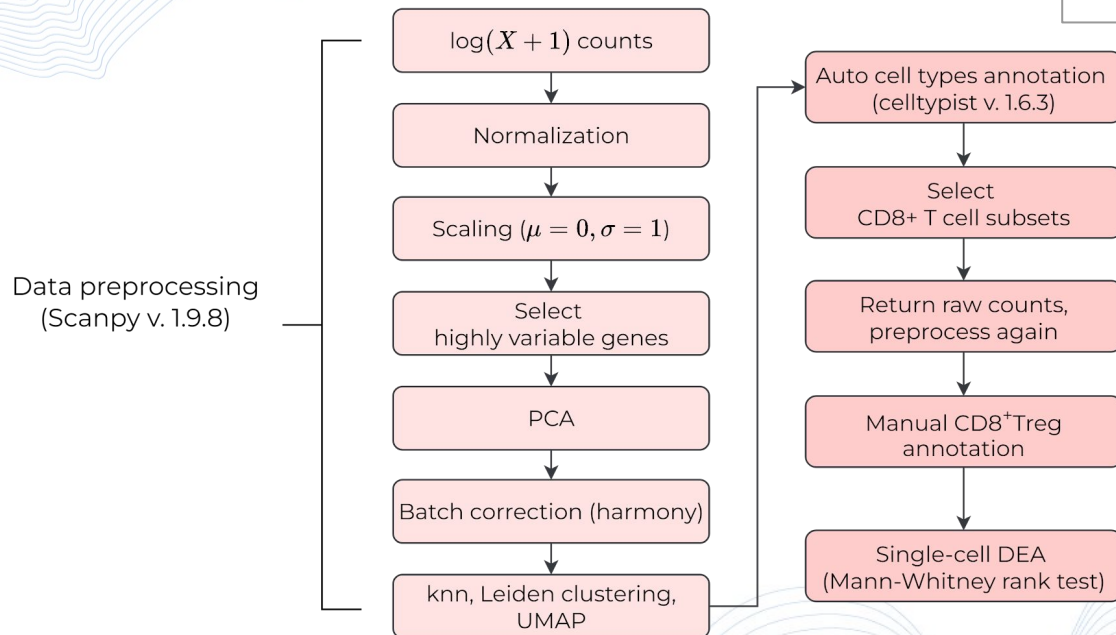 Data preprocessing
(Scanpy v. 1.9.8)
log(X + 1) counts
Normalization
Scaling (μ = 0, σ = 1)
Select
highly variable genes
PCA
Batch correction (harmony)
knn, Leiden clustering,
UMAP
Auto cell types annotation
(celltypist v. 1.6.3)
Select
CD8+ T cell subsets
Return raw counts,
preprocess again
Manual CD8⁺Treg
annotation
Single-cell DEA
(Mann-Whitney rank test)